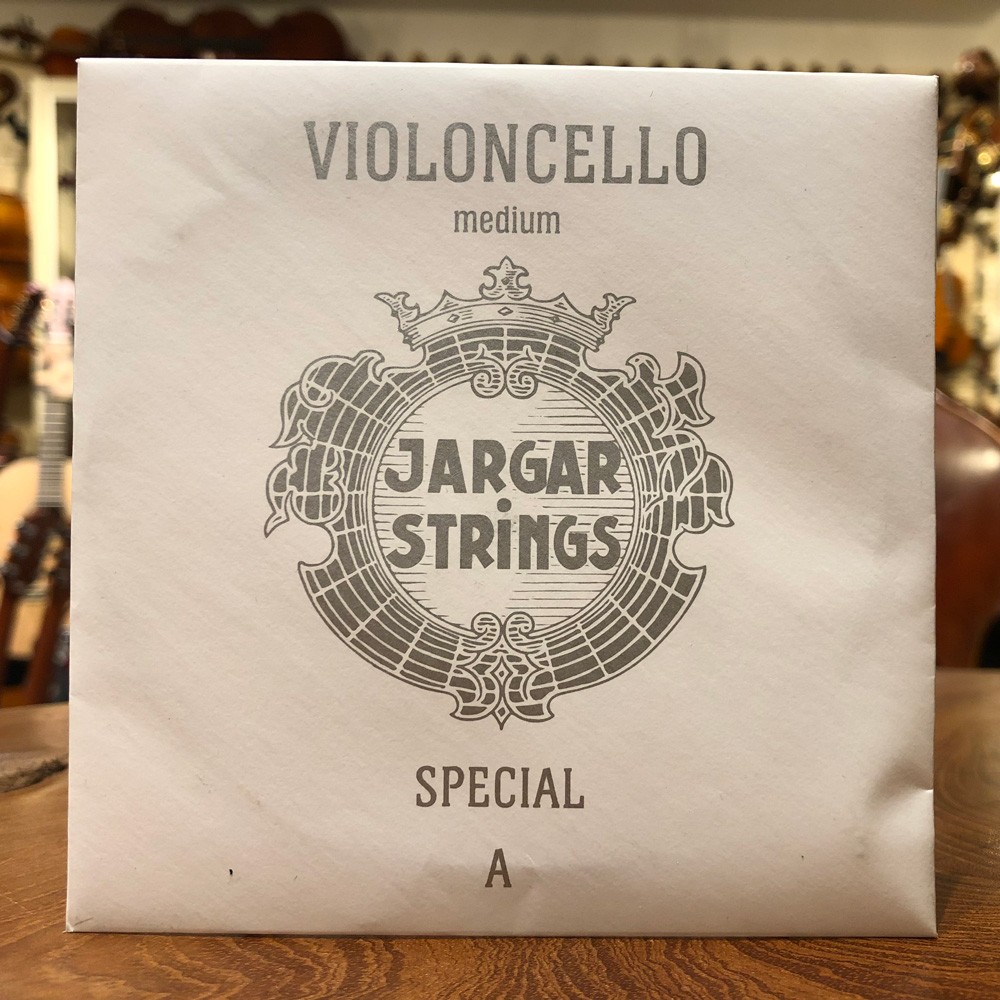 VIOLONCELLO
medium
JARGAR
STRiNGS
SPECIAL
A